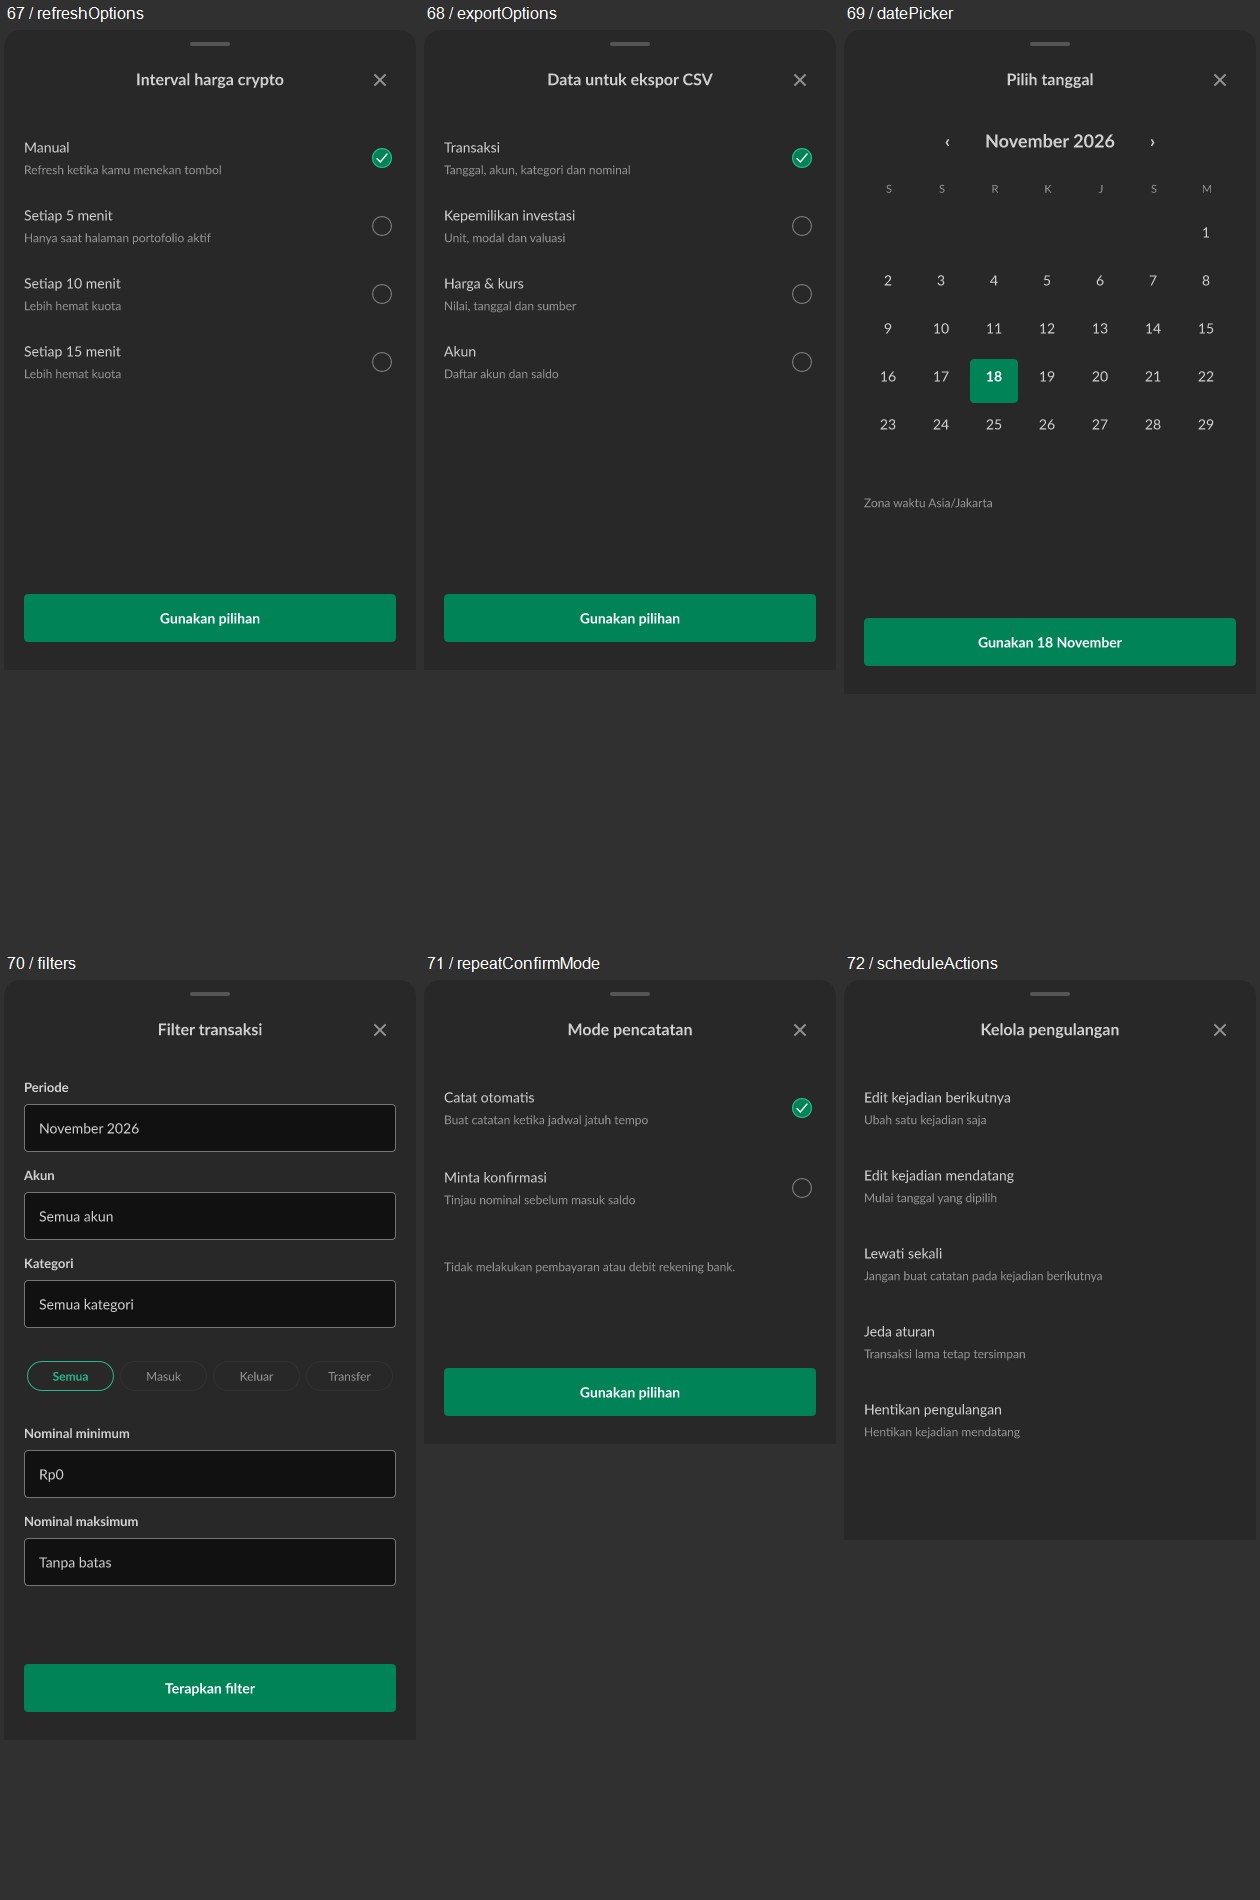 67 / refreshOptions
Interval harga crypto
Manual
Refresh ketika kamu menekan tombol
Setiap 5 menit
Hanya saat halaman portofolio aktif
Setiap 10 menit
Lebih hemat kuota
Setiap 15 menit
Lebih hemat kuota
Gunakan pilihan
68 / exportOptions
Data untuk ekspor CSV
Transaksi
Tanggal, akun, kategori dan nominal
Kepemilikan investasi
Unit, modal dan valuasi
Harga & kurs
Nilai, tanggal dan sumber
Akun
Daftar akun dan saldo
Gunakan pilihan
69 / datePicker
Pilih tanggal
‹ November 2026 ›
S S R K J S M
1
2 3 4 5 6 7 8
9 10 11 12 13 14 15
16 17 18 19 20 21 22
23 24 25 26 27 28 29
Zona waktu Asia/Jakarta
Gunakan 18 November
70 / filters
Filter transaksi
Periode
November 2026
Akun
Semua akun
Kategori
Semua kategori
Semua Masuk Keluar Transfer
Nominal minimum
Rp0
Nominal maksimum
Tanpa batas
Terapkan filter
71 / repeatConfirmMode
Mode pencatatan
Catat otomatis
Buat catatan ketika jadwal jatuh tempo
Minta konfirmasi
Tinjau nominal sebelum masuk saldo
Tidak melakukan pembayaran atau debit rekening bank.
Gunakan pilihan
72 / scheduleActions
Kelola pengulangan
Edit kejadian berikutnya
Ubah satu kejadian saja
Edit kejadian mendatang
Mulai tanggal yang dipilih
Lewati sekali
Jangan buat catatan pada kejadian berikutnya
Jeda aturan
Transaksi lama tetap tersimpan
Hentikan pengulangan
Hentikan kejadian mendatang